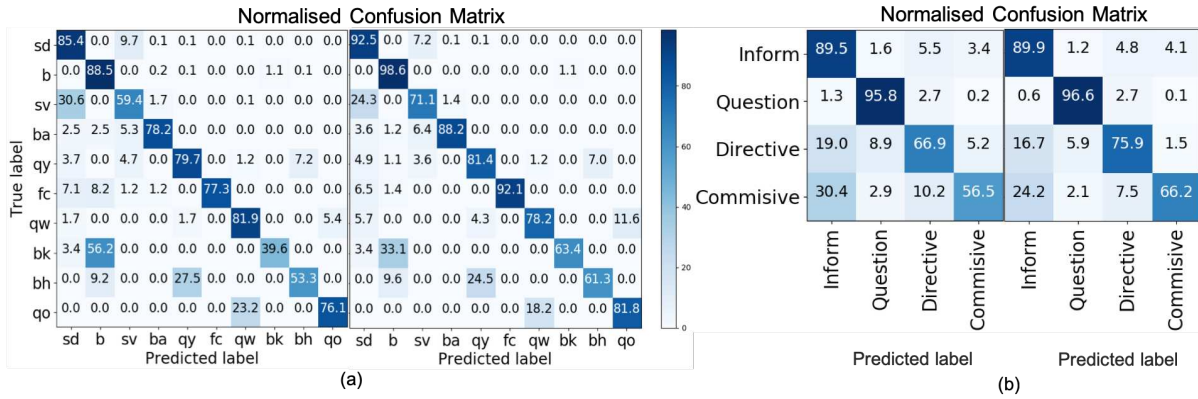 Normalised Confusion Matrix
sd 85.4 0.0 9.7 0.1 0.1 0.0 0.1 0.0 0.0 0.0 92.5 0.0 7.2 0.1 0.1 0.0 0.0 0.0 0.0 0.0
b 0.0 88.5 0.0 0.2 0.1 0.0 0.0 1.1 0.1 0.0 0.0 98.6 0.0 0.0 0.0 0.0 0.0 1.1 0.0 0.0
sv 30.6 0.0 59.4 1.7 0.0 0.0 0.1 0.0 0.0 0.0 24.3 0.0 71.1 1.4 0.0 0.0 0.0 0.0 0.0 0.0
ba 2.5 2.5 5.3 78.2 0.0 0.0 0.0 0.0 0.0 0.0 3.6 1.2 6.4 88.2 0.0 0.0 0.0 0.0 0.0 0.0
qy 3.7 0.0 4.7 0.0 79.7 0.0 1.2 0.0 7.2 0.0 4.9 1.1 3.6 0.0 81.4 0.0 1.2 0.0 7.0 0.0
fc 7.1 8.2 1.2 1.2 0.0 77.3 0.0 0.0 0.0 0.0 6.5 1.4 0.0 0.0 0.0 92.1 0.0 0.0 0.0 0.0
qw 1.7 0.0 0.0 0.0 1.7 0.0 81.9 0.0 0.0 5.4 5.7 0.0 0.0 0.0 4.3 0.0 78.2 0.0 0.0 11.6
bk 3.4 56.2 0.0 0.0 0.0 0.0 0.0 39.6 0.0 0.0 3.4 33.1 0.0 0.0 0.0 0.0 0.0 63.4 0.0 0.0
bh 0.0 9.2 0.0 0.0 27.5 0.0 0.0 0.0 53.3 0.0 0.0 9.6 0.0 0.0 24.5 0.0 0.0 0.0 61.3 0.0
qo 0.0 0.0 0.0 0.0 0.0 0.0 23.2 0.0 0.0 76.1 0.0 0.0 0.0 0.0 0.0 0.0 18.2 0.0 0.0 81.8
sd b sv ba qy fc qw bk bh qo sd b sv ba qy fc qw bk bh qo
True label
Predicted label Predicted label
80
60
40
20
0
(a)
Normalised Confusion Matrix
Inform 89.5 1.6 5.5 3.4 89.9 1.2 4.8 4.1
Question 1.3 95.8 2.7 0.2 0.6 96.6 2.7 0.1
Directive 19.0 8.9 66.9 5.2 16.7 5.9 75.9 1.5
Commisive 30.4 2.9 10.2 56.5 24.2 2.1 7.5 66.2
Inform Question Directive Commisive Inform Question Directive Commisive
Predicted label Predicted label
(b)